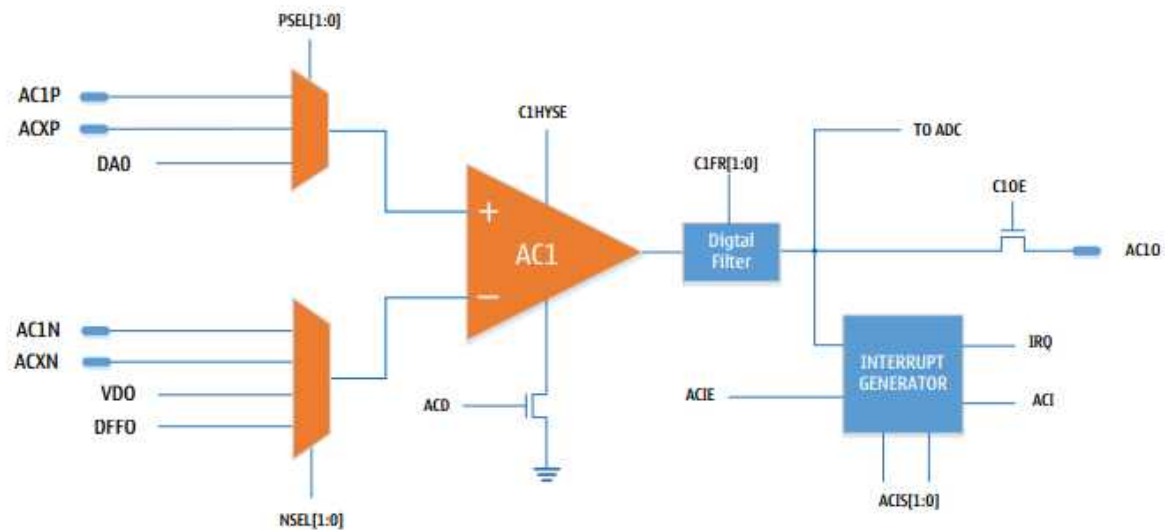 PSEL[1:0]
AC1P
ACXP
DA0
C1HYSE
C1FR[1:0]
TO ADC
C1OE
+
AC1
−
Digtal
Filter
AC1O
AC1N
ACXN
VDO
DFFO
ACD
ACIE
INTERRUPT
GENERATOR
IRQ
ACI
NSEL[1:0]
ACIS[1:0]